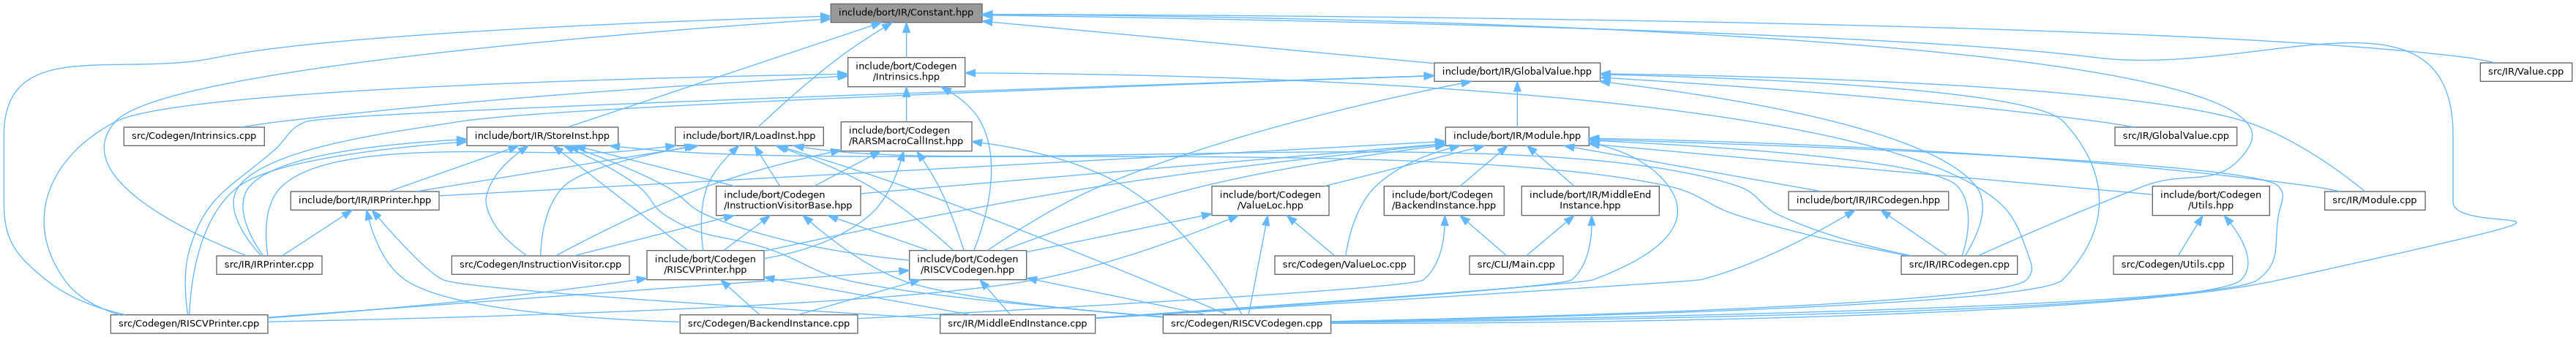 include/bort/IR/Constant.hpp
include/bort/Codegen
/Intrinsics.hpp
include/bort/IR/GlobalValue.hpp
src/IR/Value.cpp
src/Codegen/Intrinsics.cpp
include/bort/IR/StoreInst.hpp
include/bort/IR/LoadInst.hpp
include/bort/Codegen
/RARSMacroCallInst.hpp
include/bort/IR/Module.hpp
src/IR/GlobalValue.cpp
include/bort/IR/IRPrinter.hpp
include/bort/Codegen
/InstructionVisitorBase.hpp
include/bort/Codegen
/ValueLoc.hpp
include/bort/Codegen
/BackendInstance.hpp
include/bort/IR/MiddleEnd
Instance.hpp
include/bort/IR/IRCodegen.hpp
include/bort/Codegen
/Utils.hpp
src/IR/Module.cpp
src/IR/IRPrinter.cpp
src/Codegen/InstructionVisitor.cpp
include/bort/Codegen
/RISCVPrinter.hpp
include/bort/Codegen
/RISCVCodegen.hpp
src/Codegen/ValueLoc.cpp
src/CLI/Main.cpp
src/IR/IRCodegen.cpp
src/Codegen/Utils.cpp
src/Codegen/RISCVPrinter.cpp
src/Codegen/BackendInstance.cpp
src/IR/MiddleEndInstance.cpp
src/Codegen/RISCVCodegen.cpp